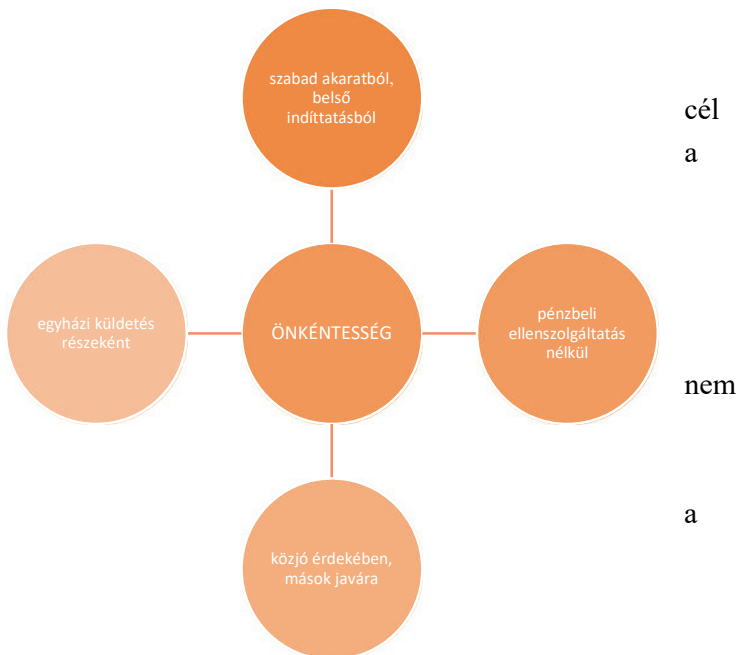 szabad akaratból,
belső
indíttatásból
cél
a
egyházi küldetés
részeként
ÖNKÉNTESSÉG
pénzbeli
ellenszolgáltatás
nélkül
nem
a
közjó érdekében,
mások javára